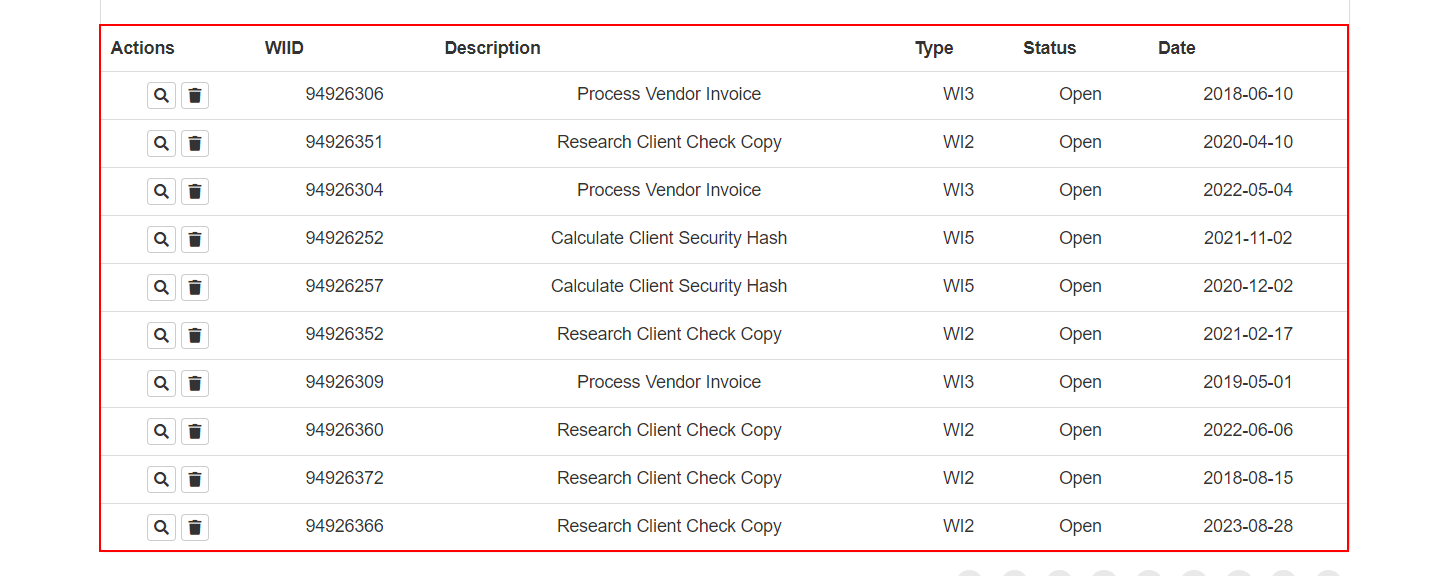 Actions WIID Description Type Status Date
94926306 Process Vendor Invoice WI3 Open 2018-06-10
94926351 Research Client Check Copy WI2 Open 2020-04-10
94926304 Process Vendor Invoice WI3 Open 2022-05-04
94926252 Calculate Client Security Hash WI5 Open 2021-11-02
94926257 Calculate Client Security Hash WI5 Open 2020-12-02
94926352 Research Client Check Copy WI2 Open 2021-02-17
94926309 Process Vendor Invoice WI3 Open 2019-05-01
94926360 Research Client Check Copy WI2 Open 2022-06-06
94926372 Research Client Check Copy WI2 Open 2018-08-15
94926366 Research Client Check Copy WI2 Open 2023-08-28